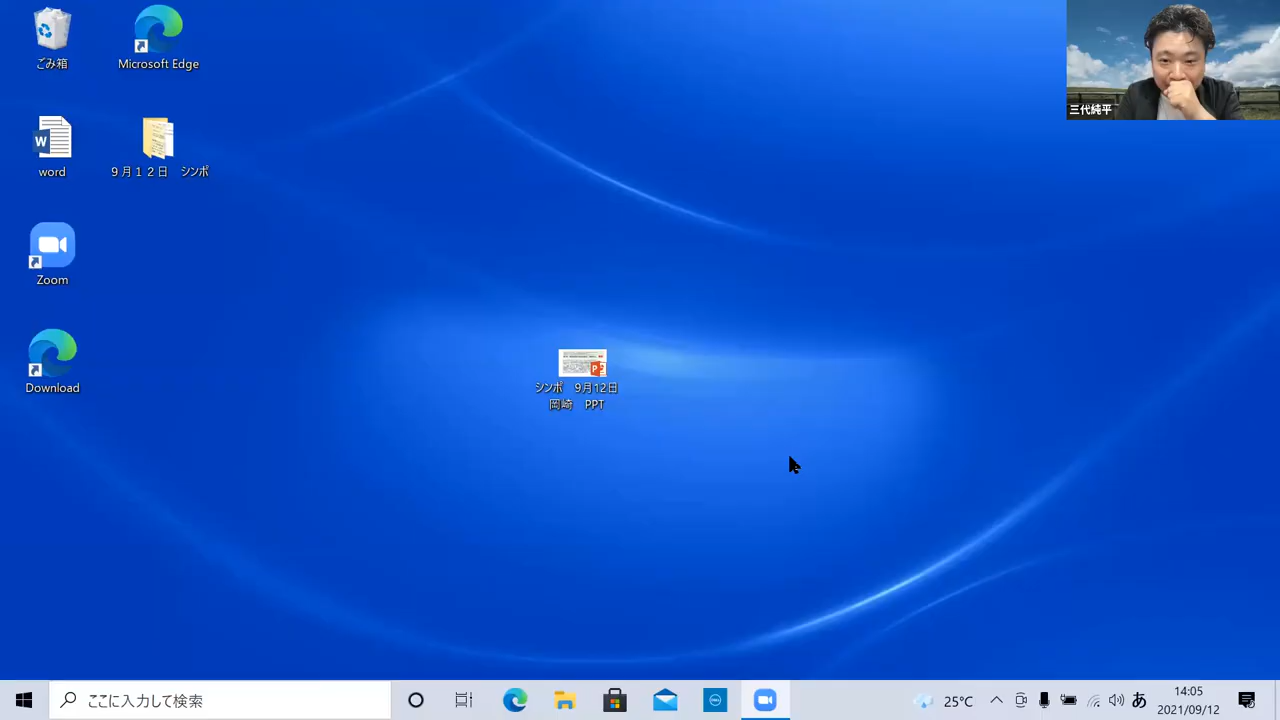 ごみ箱
Microsoft Edge
三代純平
word
９月１２日　シンポ
Zoom
Download
シンポ　9月12日
岡崎　PPT
ここに入力して検索
25°C
あ
14:05
2021/09/12